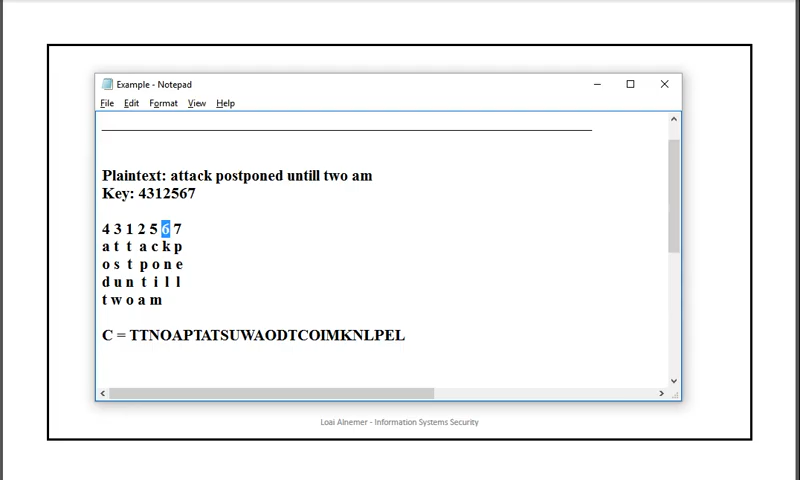 Example - Notepad
File Edit Format View Help
Plaintext: attack postponed untill two am
Key: 4312567
4 3 1 2 5 6 7
a t t a c k p
o s t p o n e
d u n t i l l
t w o a m
C = TTNOAPTATSUWAODTCOIMKNLPEL
Loai Alnemer - Information Systems Security